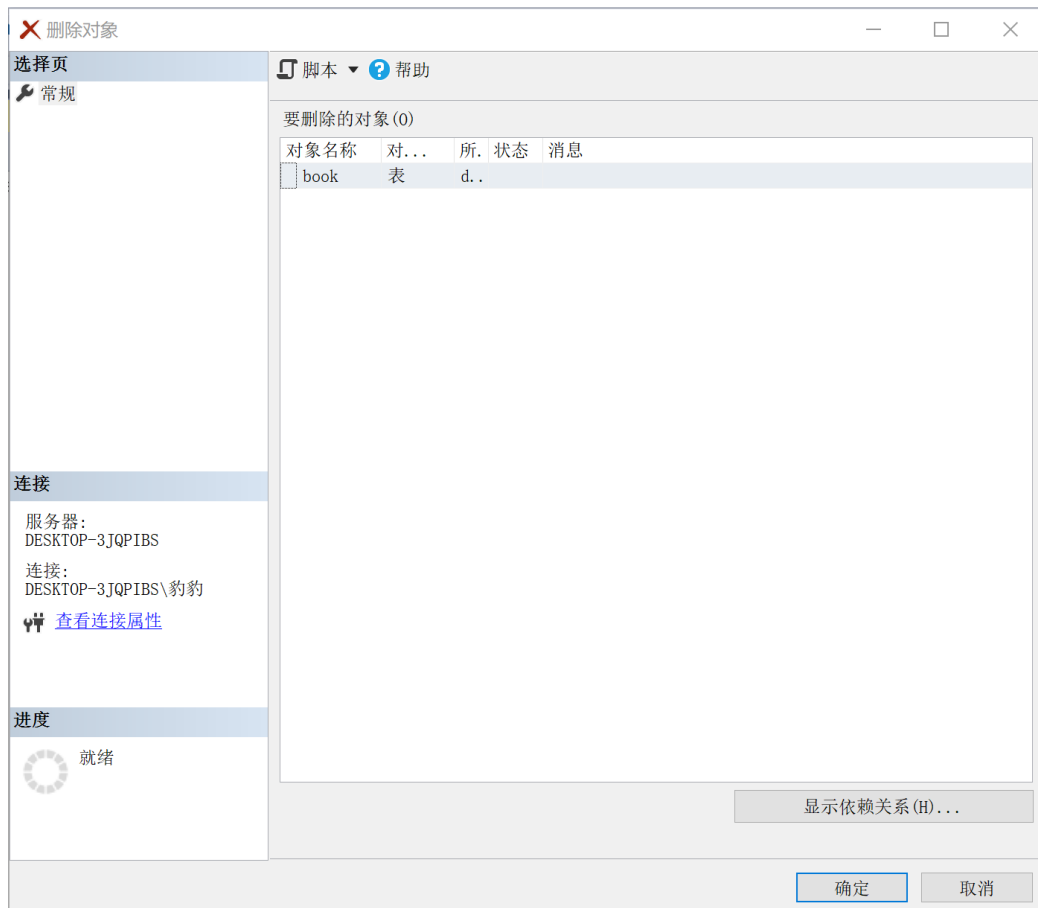 删除对象
选择页
常规
脚本 帮助
要删除的对象(O)
对象名称 对... 所. 状态 消息
book 表 d..
连接
服务器:
DESKTOP-3JQPIBS
连接:
DESKTOP-3JQPIBS\豹豹
查看连接属性
进度
就绪
显示依赖关系(H)...
确定 取消